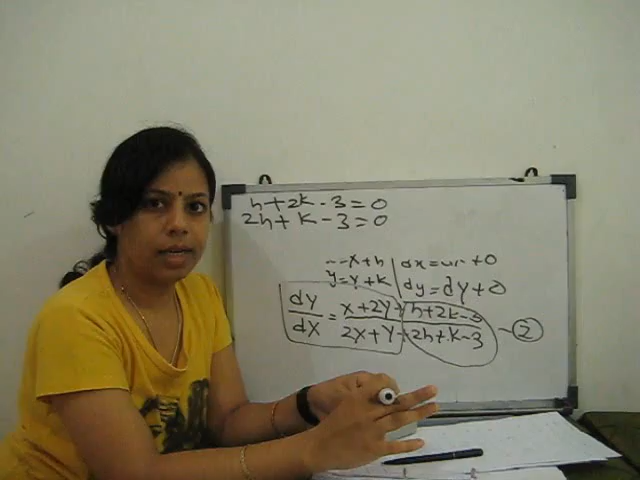 h+2k-3=0
2h+k-3=0
x+h | dx= +0
y=Y+k | dy=dY+0
dY/dX = X+2Y+h+2k-3 / 2X+Y+2h+k-3 - ②